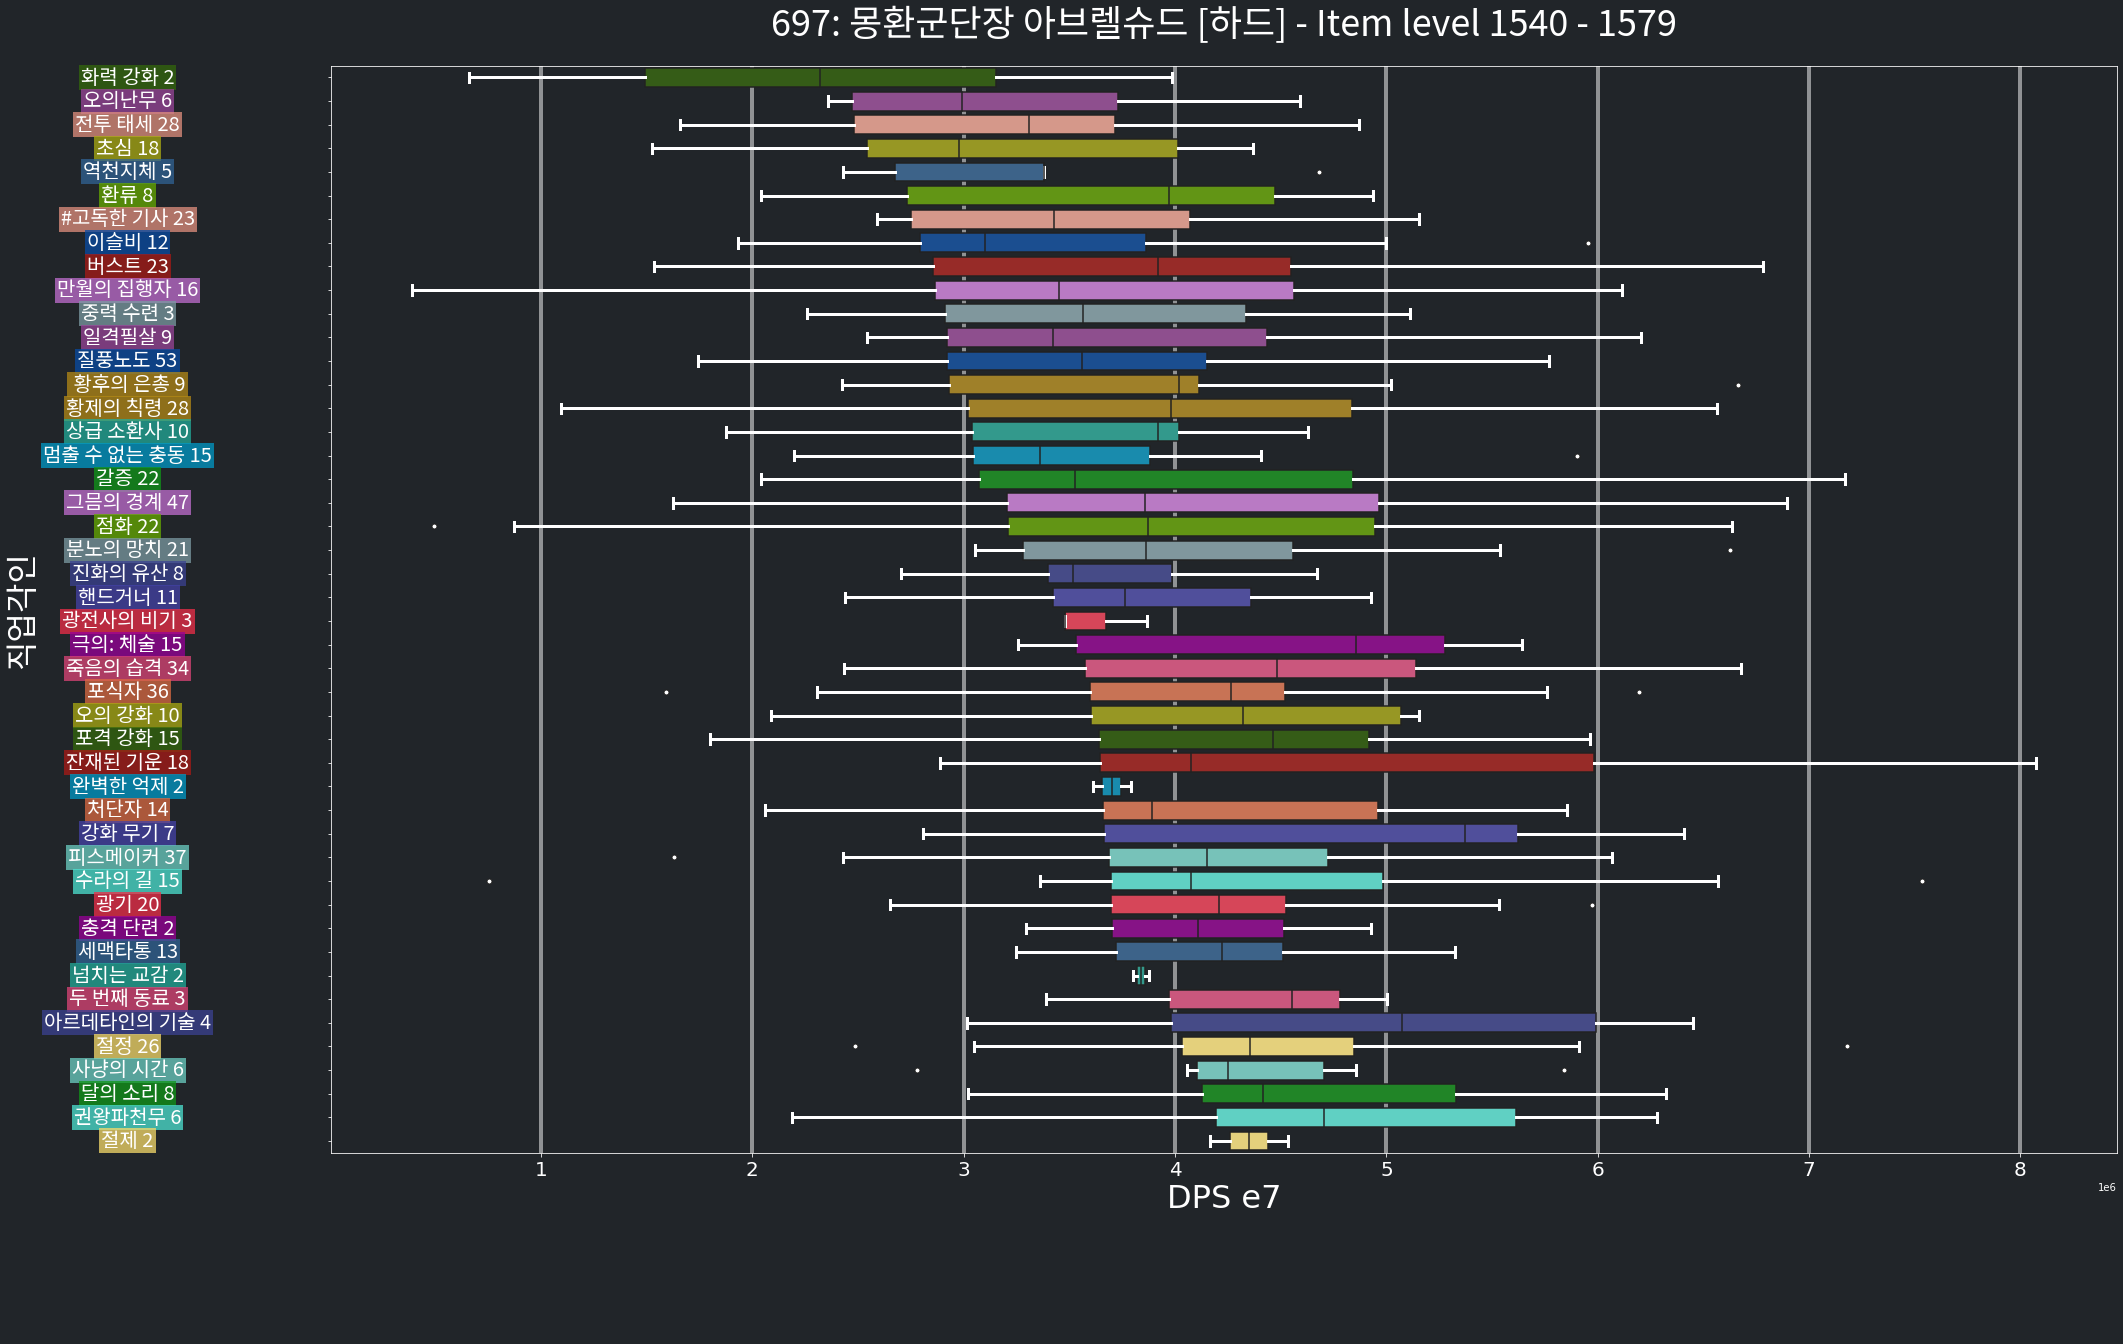 697: 몽환군단장 아브렐슈드 [하드] - Item level 1540 - 1579
직업각인
화력 강화 2
오의난무 6
전투 태세 28
초심 18
역천지체 5
환류 8
#고독한 기사 23
이슬비 12
버스트 23
만월의 집행자 16
중력 수련 3
일격필살 9
질풍노도 53
황후의 은총 9
황제의 칙령 28
상급 소환사 10
멈출 수 없는 충동 15
갈증 22
그믐의 경계 47
점화 22
분노의 망치 21
진화의 유산 8
핸드거너 11
광전사의 비기 3
극의: 체술 15
죽음의 습격 34
포식자 36
오의 강화 10
포격 강화 15
잔재된 기운 18
완벽한 억제 2
처단자 14
강화 무기 7
피스메이커 37
수라의 길 15
광기 20
충격 단련 2
세맥타통 13
넘치는 교감 2
두 번째 동료 3
아르데타인의 기술 4
절정 26
사냥의 시간 6
달의 소리 8
권왕파천무 6
절제 2
1 2 3 4 5 6 7 8
DPS e7
1e6